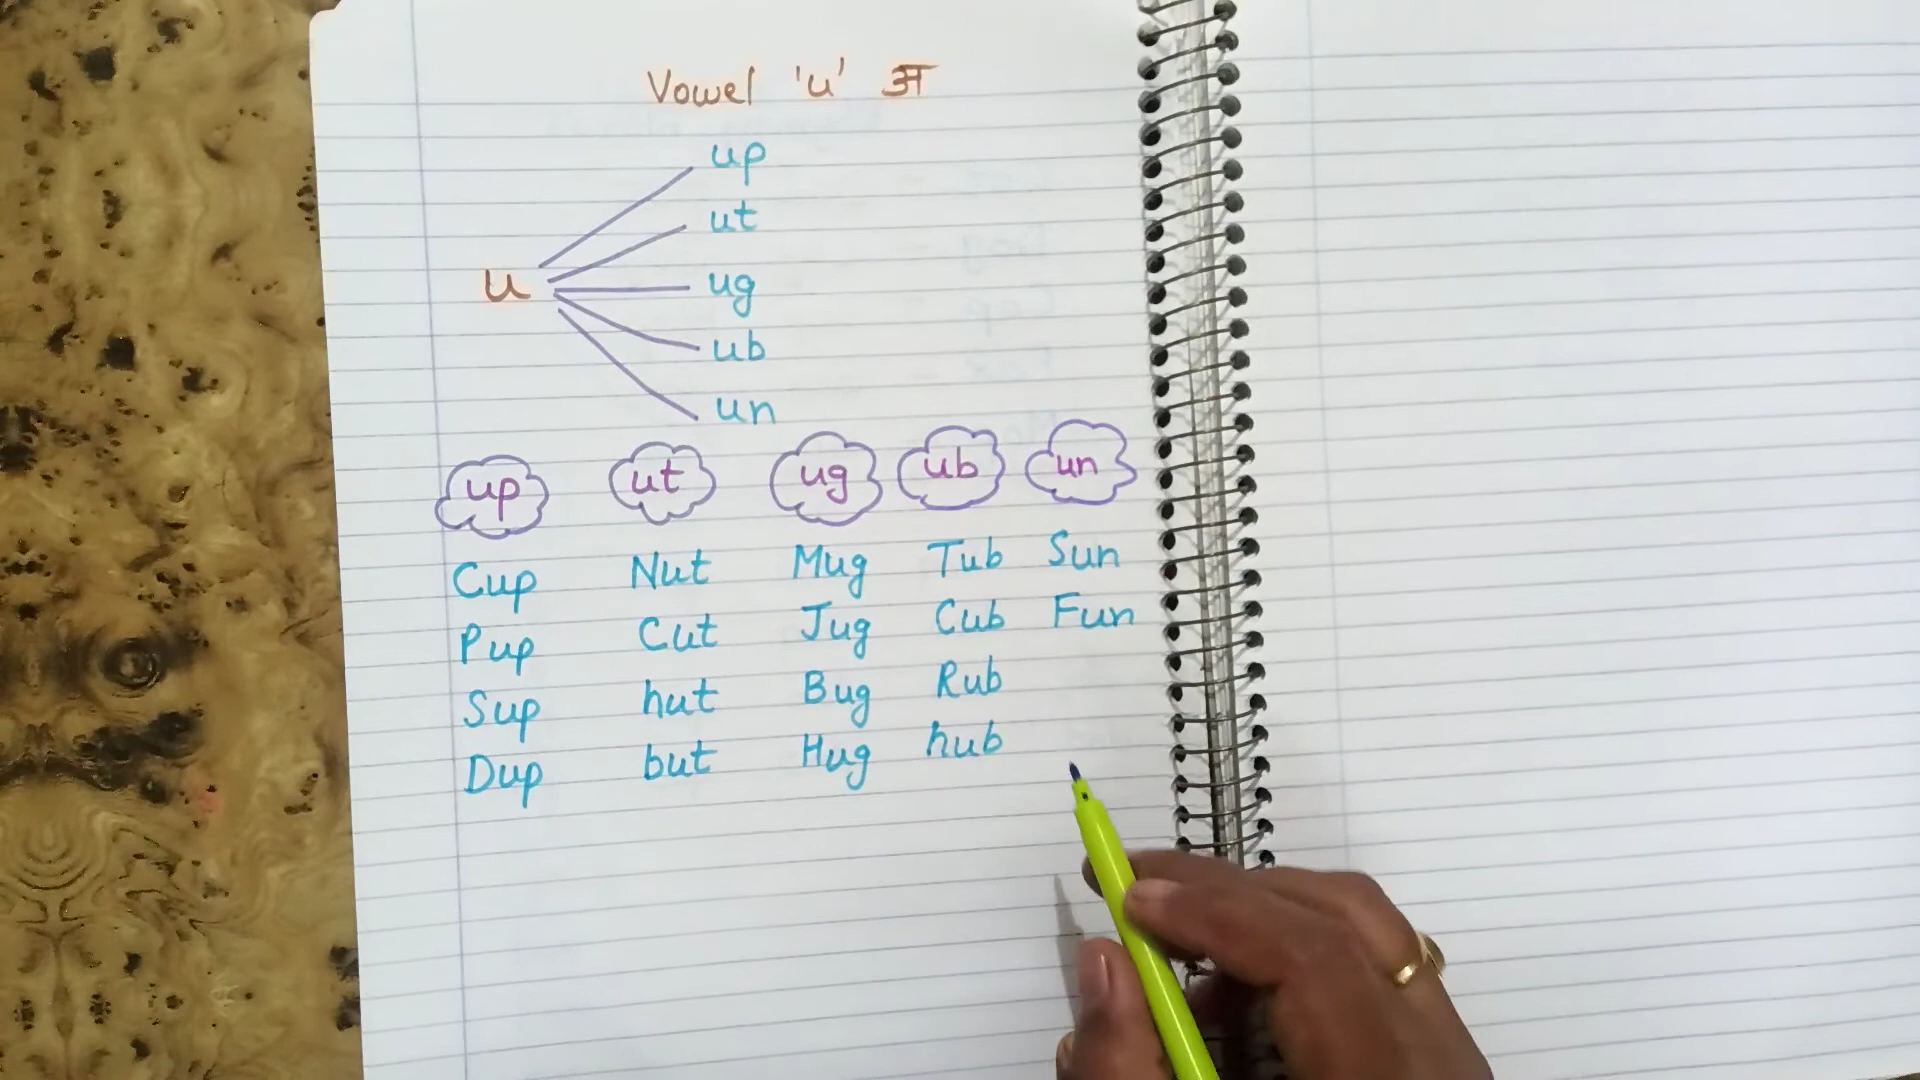 Vowel 'u' अ
up
ut
u
ug
ub
un
up ut ug ub un
Cup Nut Mug Tub Sun
Pup Cut Jug Cub Fun
Sup hut Bug Rub
Dup but Hug hub